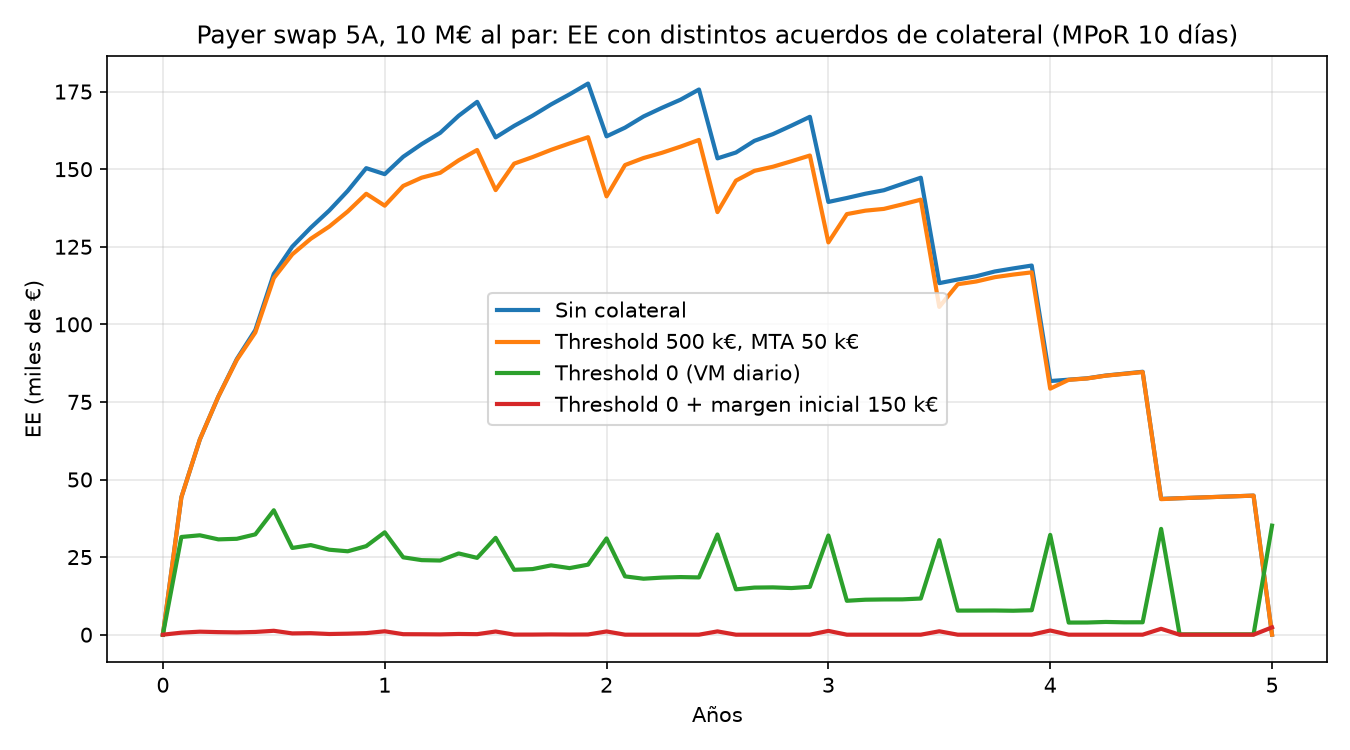 Payer swap 5A, 10 M€ al par: EE con distintos acuerdos de colateral (MPoR 10 días)
EE (miles de €)
175
150
125
100
75
50
25
0
Sin colateral
Threshold 500 k€, MTA 50 k€
Threshold 0 (VM diario)
Threshold 0 + margen inicial 150 k€
0 1 2 3 4 5
Años